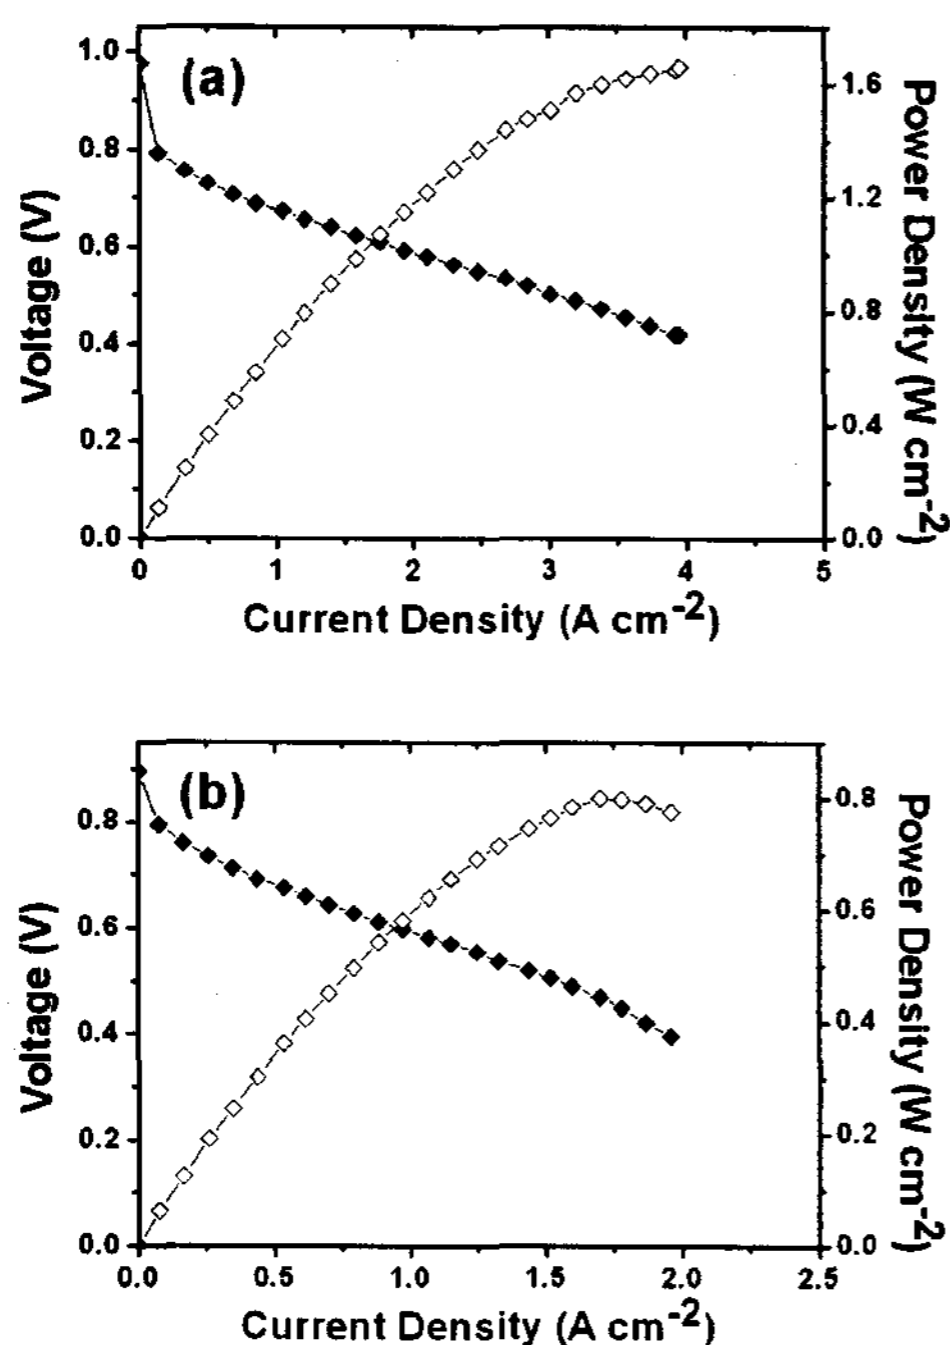 (a)
1.0
0.8
0.6
0.4
0.2
0.0
Voltage (V)
1.6
1.2
0.8
0.4
0.0
Power Density (W cm-2)
0 1 2 3 4 5
Current Density (A cm-2)
(b)
0.8
0.6
0.4
0.2
0.0
Voltage (V)
0.8
0.6
0.4
0.2
0.0
Power Density (W cm-2)
0.0 0.5 1.0 1.5 2.0 2.5
Current Density (A cm-2)